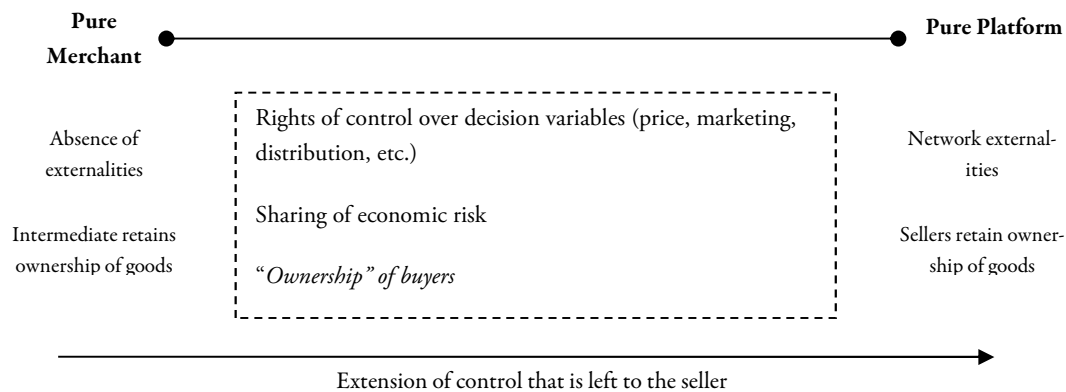 Pure
Merchant
Pure Platform
Rights of control over decision variables (price, marketing,
distribution, etc.)
Absence of
externalities
Network external-
ities
Sharing of economic risk
Intermediate retains
ownership of goods
Sellers retain owner-
ship of goods
“Ownership” of buyers
Extension of control that is left to the seller